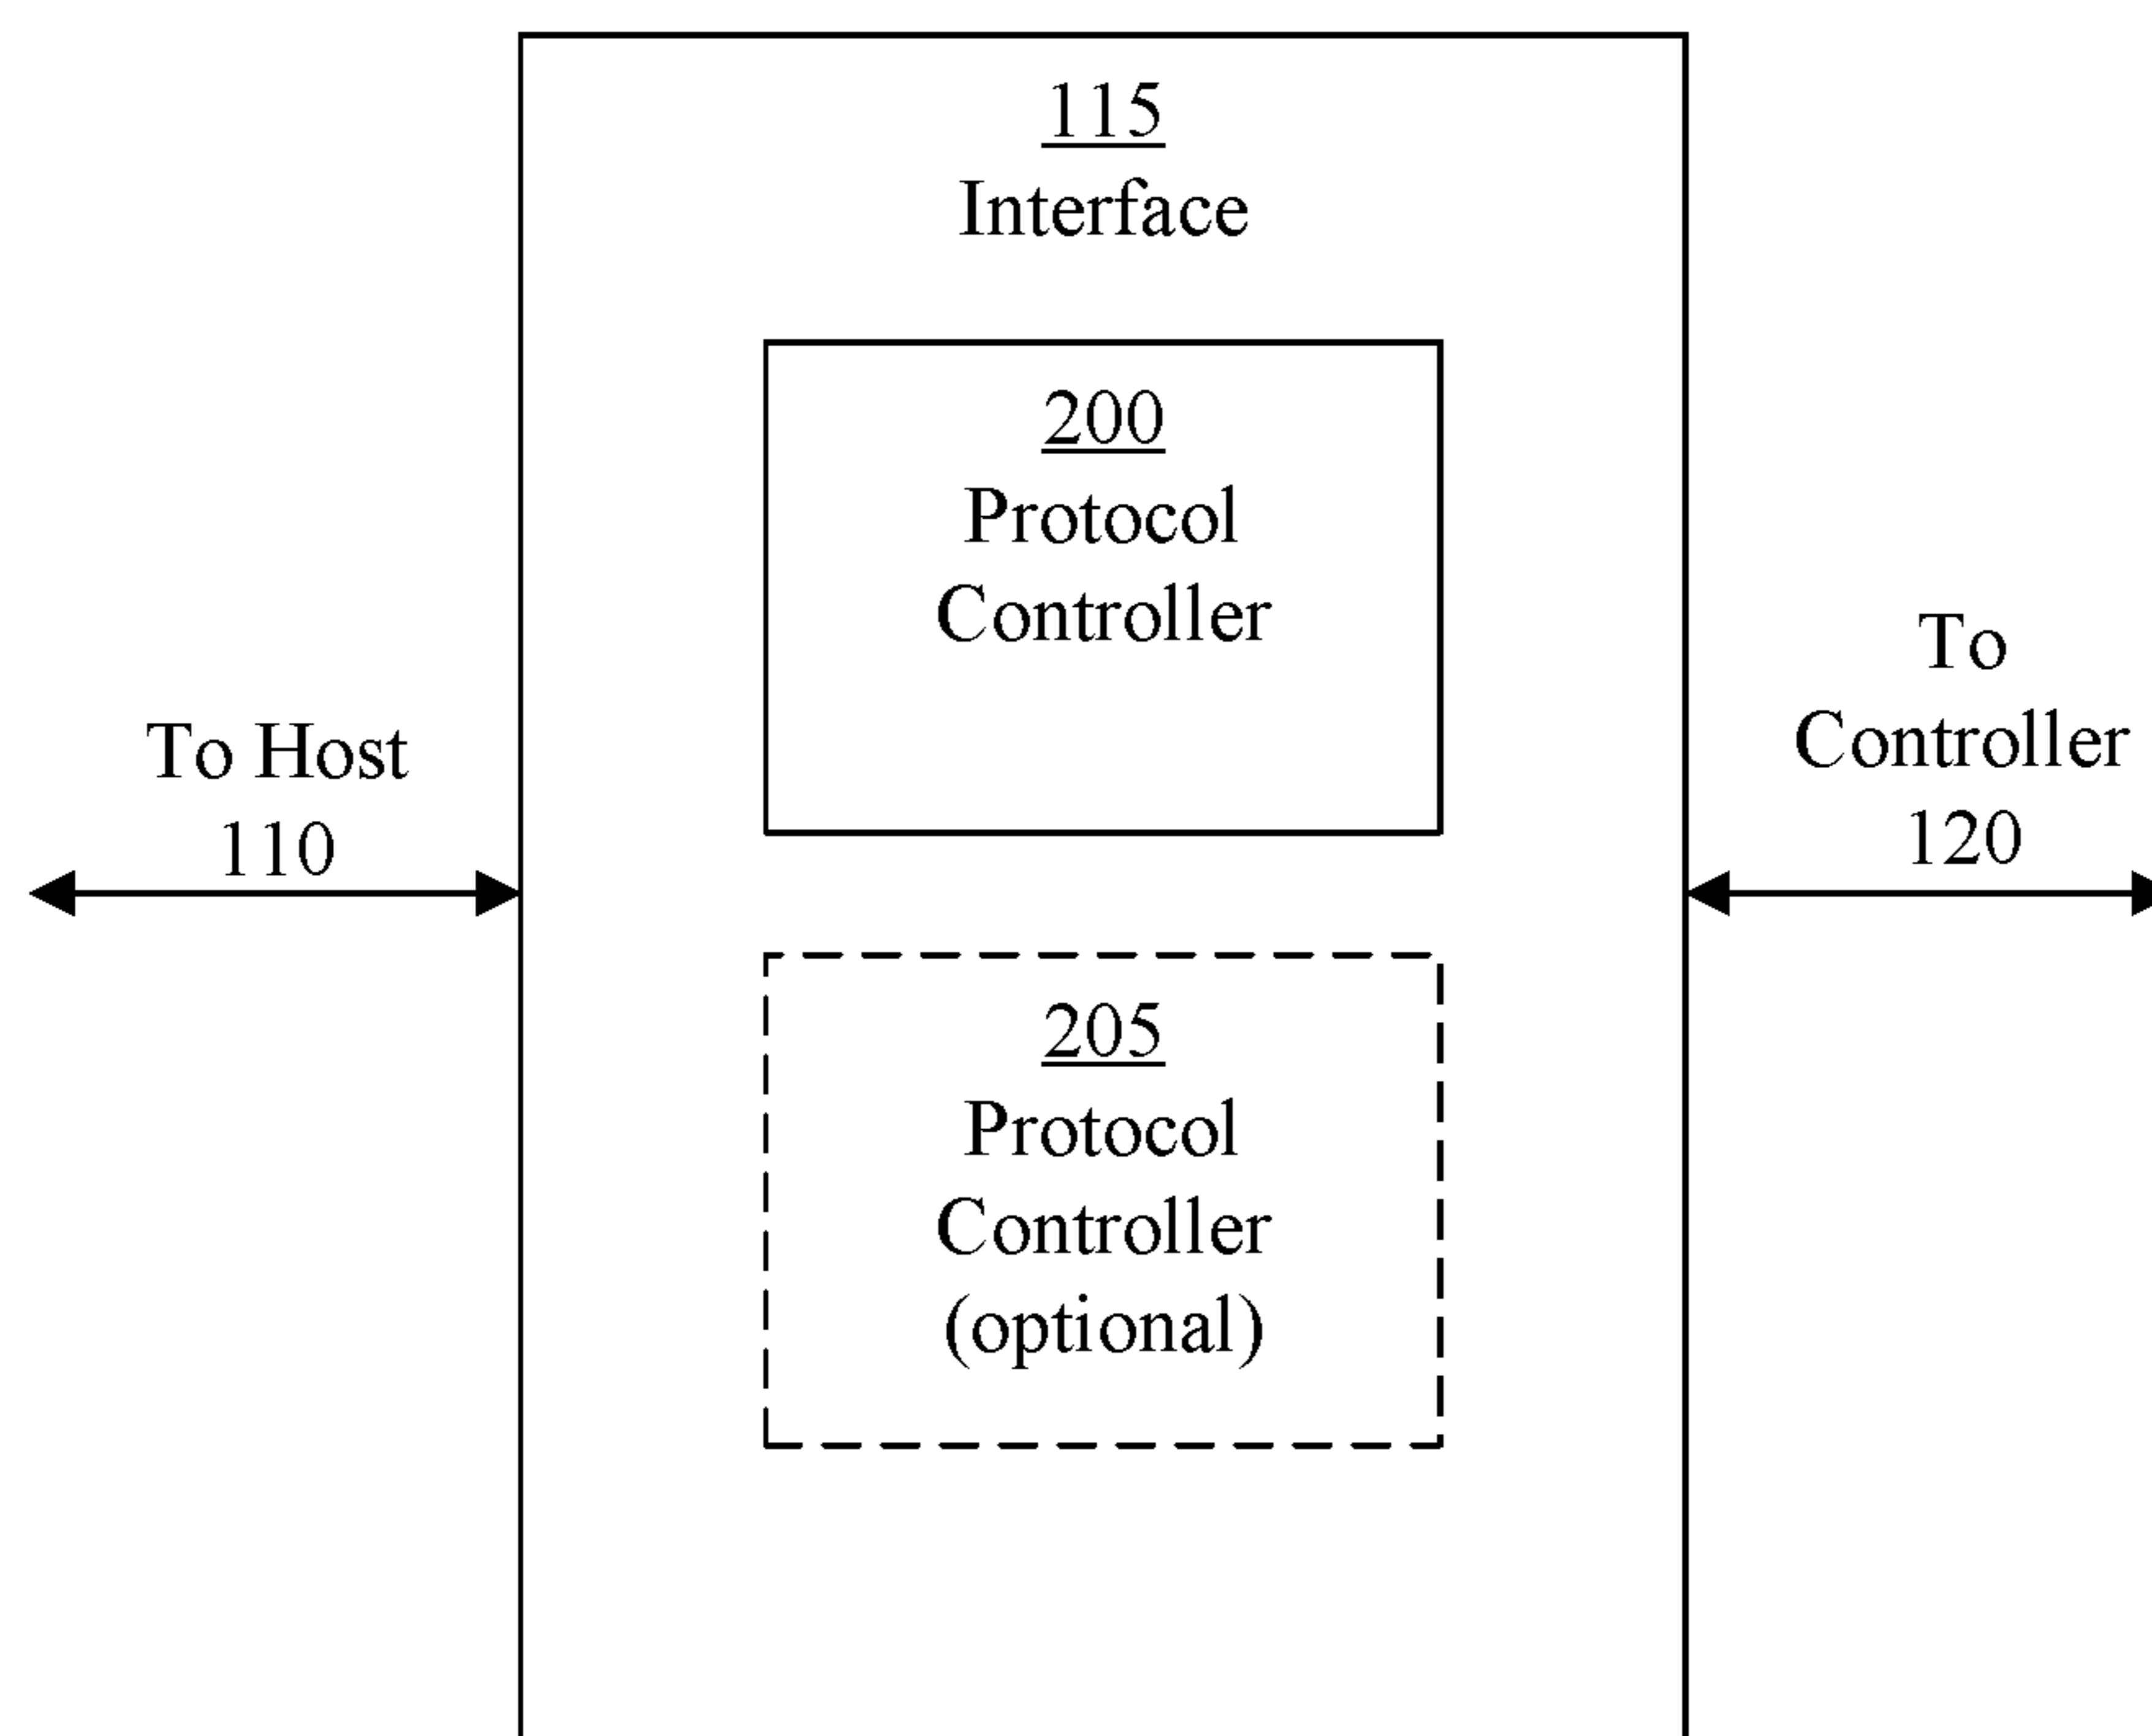 115
Interface
200
Protocol
Controller
To Host
110
To
Controller
120
205
Protocol
Controller
(optional)